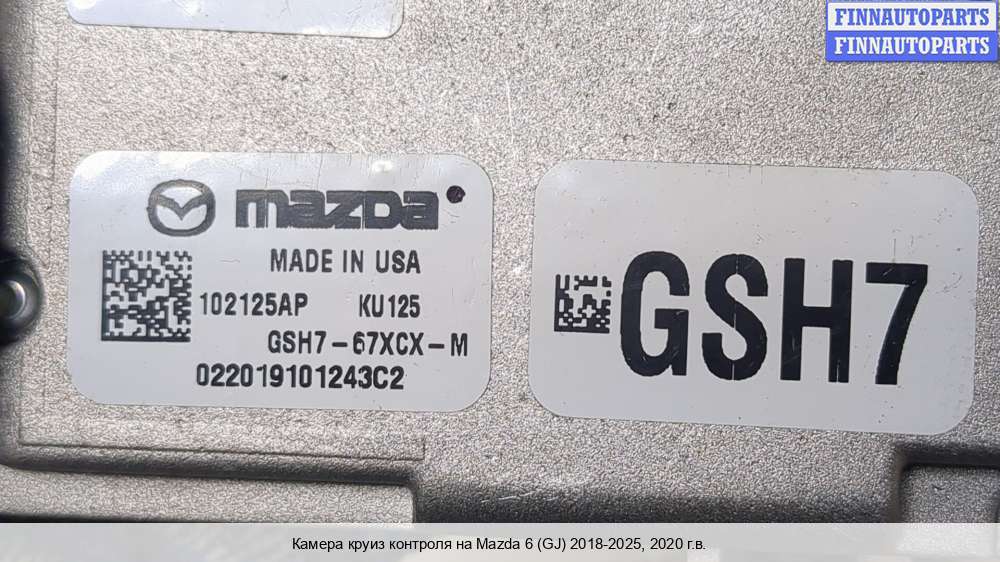 FINNAUTOPARTS
FINNAUTOPARTS
mazda
MADE IN USA
102125AP KU125
GSH7-67XCX-M
022019101243C2
GSH7
Камера круиз контроля на Mazda 6 (GJ) 2018-2025, 2020 г.в.